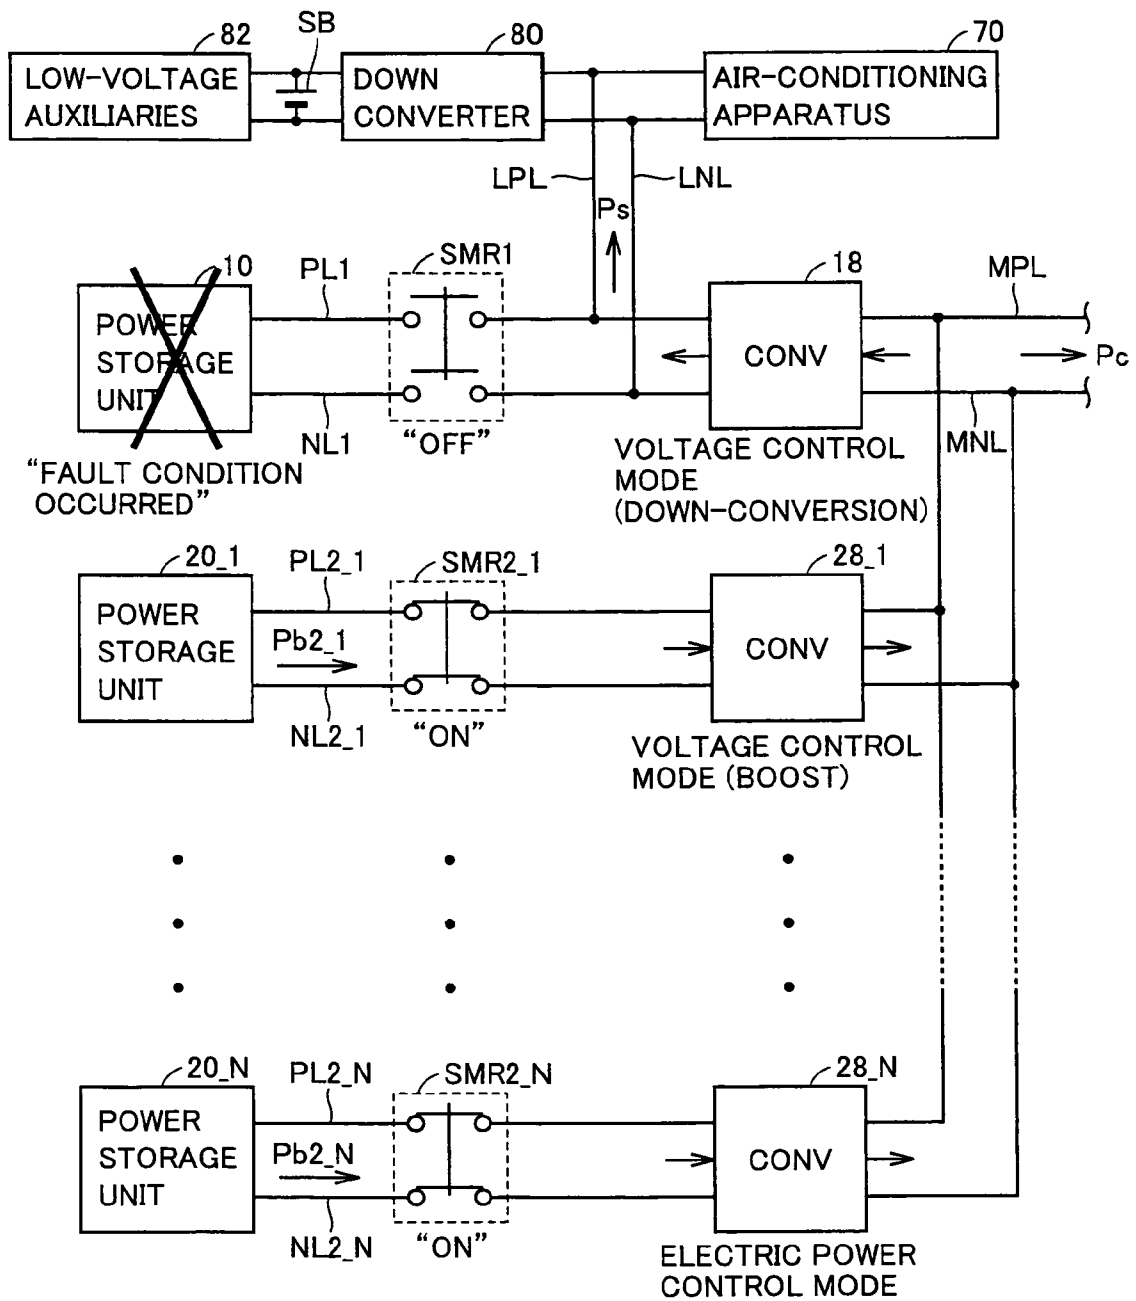 82
SB
80
70
LOW-VOLTAGE
AUXILIARIES
DOWN
CONVERTER
AIR-CONDITIONING
APPARATUS
LPL
LNL
Ps
10
PL1
SMR1
18
MPL
POWER
STORAGE
UNIT
CONV
Pc
NL1
"OFF"
MNL
"FAULT CONDITION
OCCURRED"
VOLTAGE CONTROL
MODE
(DOWN-CONVERSION)
20_1
PL2_1
SMR2_1
28_1
POWER
STORAGE
UNIT
Pb2_1
CONV
NL2_1
"ON"
VOLTAGE CONTROL
MODE (BOOST)
20_N
PL2_N
SMR2_N
28_N
POWER
STORAGE
UNIT
Pb2_N
CONV
NL2_N
"ON"
ELECTRIC POWER
CONTROL MODE